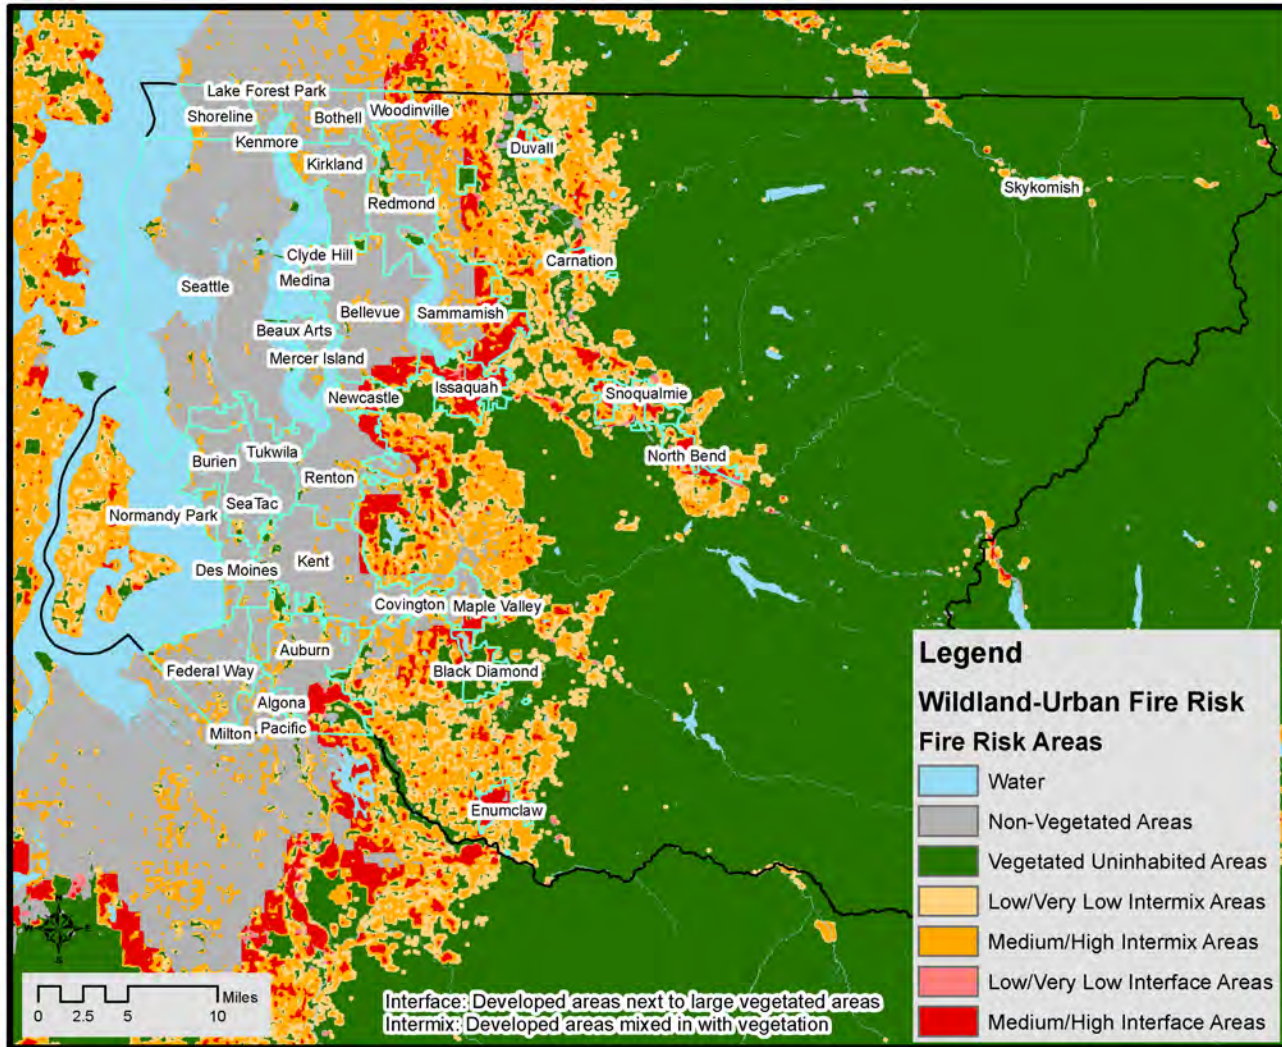 Lake Forest Park
Shoreline
Bothell
Woodinville
Kenmore
Duvall
Kirkland
Skykomish
Redmond
Clyde Hill
Carnation
Medina
Seattle
Bellevue
Sammamish
Beaux Arts
Mercer Island
Issaquah
Newcastle
Snoqualmie
Tukwila
North Bend
Burien
Renton
SeaTac
Normandy Park
Kent
Des Moines
Covington
Maple Valley
Auburn
Federal Way
Black Diamond
Algona
Pacific
Milton
Enumclaw
Legend
Wildland-Urban Fire Risk
Fire Risk Areas
Water
Non-Vegetated Areas
Vegetated Uninhabited Areas
Low/Very Low Intermix Areas
Medium/High Intermix Areas
Low/Very Low Interface Areas
Medium/High Interface Areas
N
W
E
S
Miles
0 2.5 5 10
Interface: Developed areas next to large vegetated areas
Intermix: Developed areas mixed in with vegetation